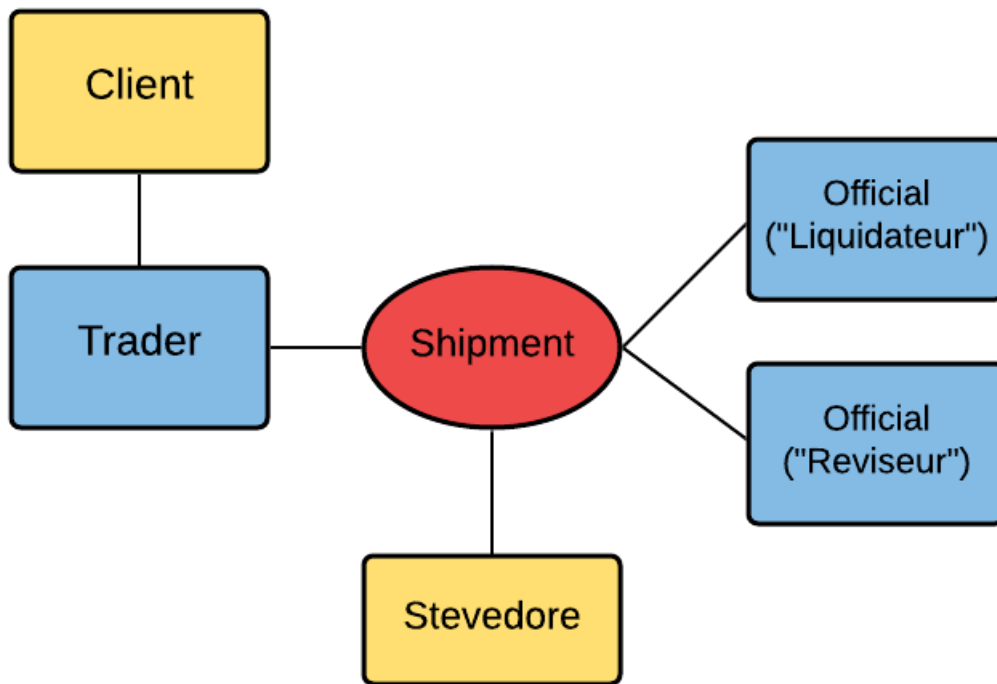 Client
Official
("Liquidateur")
Trader
Shipment
Official
("Reviseur")
Stevedore